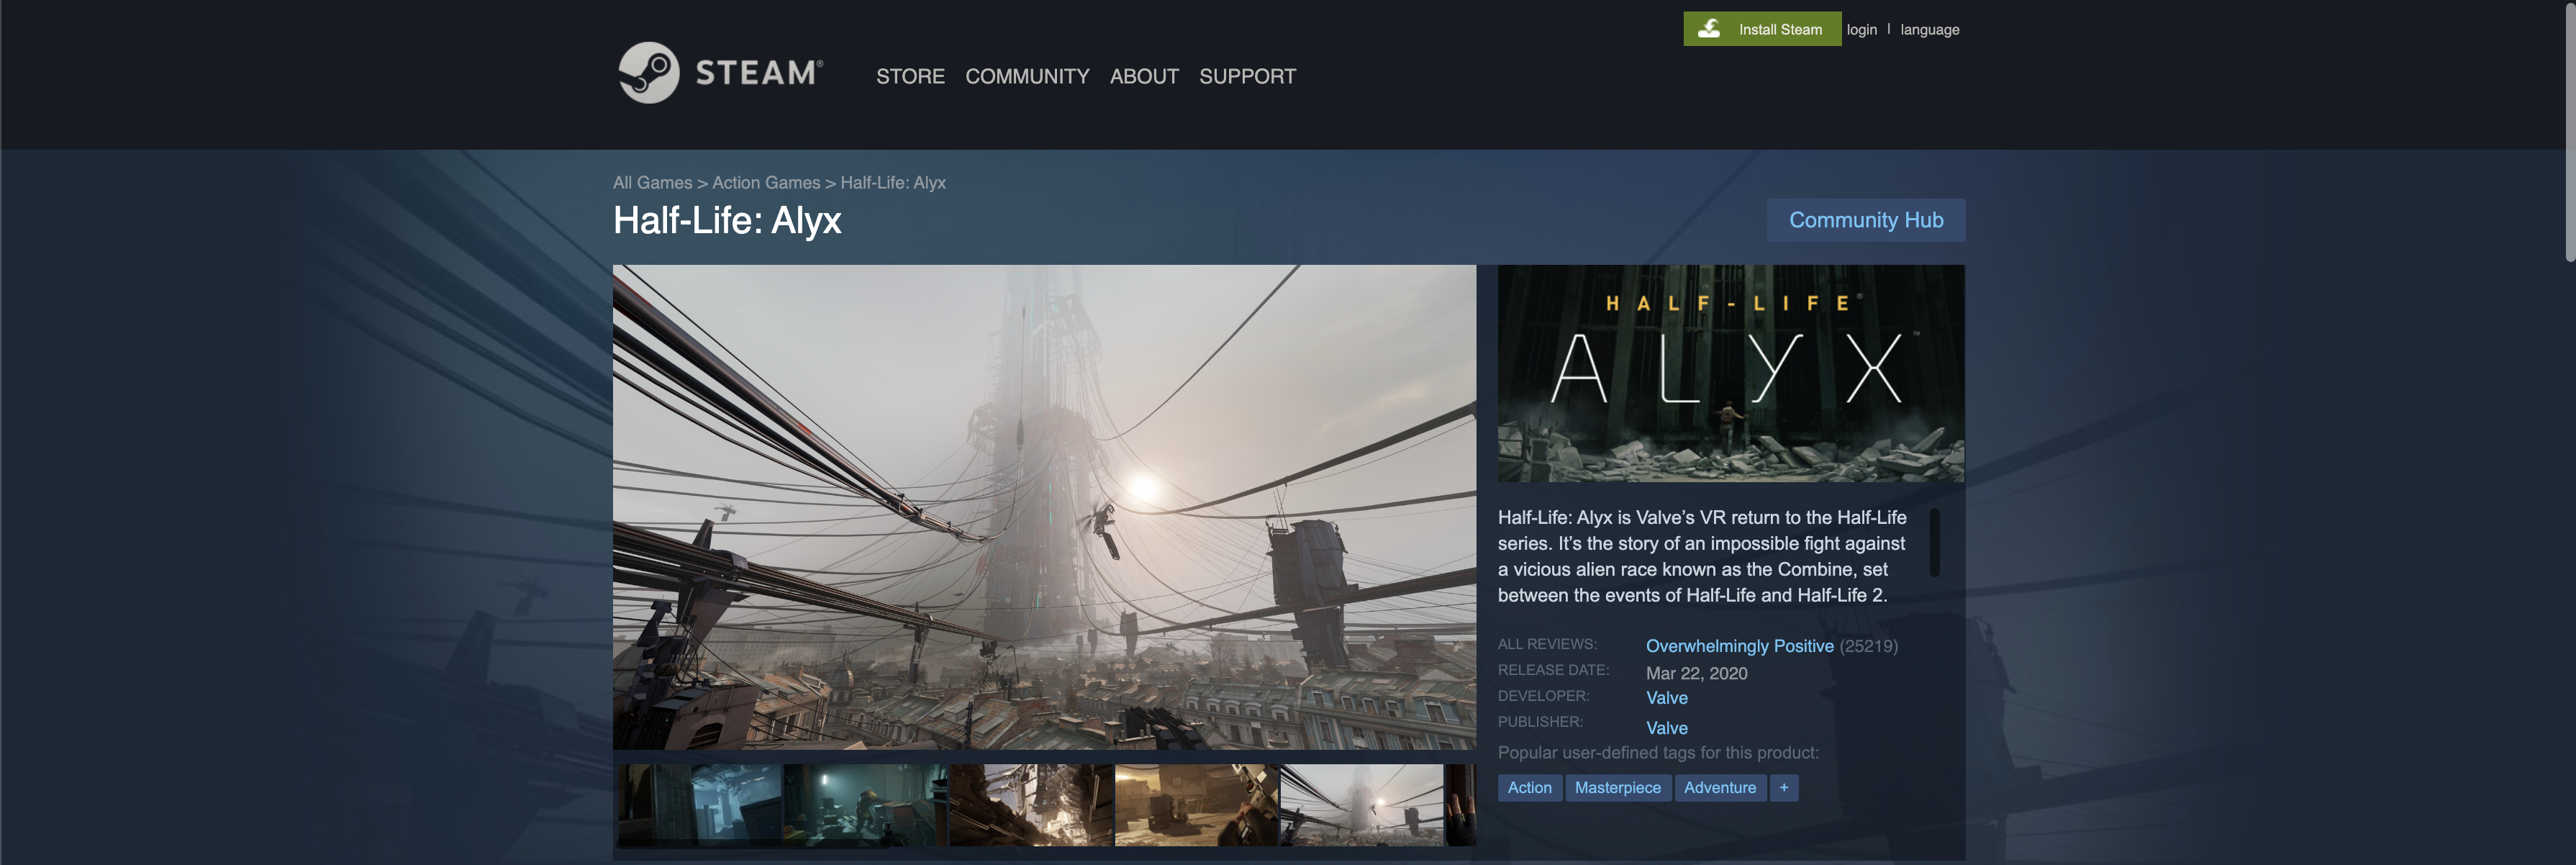 Install Steam login | language
STEAM®
STORE COMMUNITY ABOUT SUPPORT
All Games > Action Games > Half-Life: Alyx
Half-Life: Alyx
Community Hub
HALF-LIFE®
ALYX™
Half-Life: Alyx is Valve’s VR return to the Half-Life
series. It’s the story of an impossible fight against
a vicious alien race known as the Combine, set
between the events of Half-Life and Half-Life 2.
ALL REVIEWS: Overwhelmingly Positive (25219)
RELEASE DATE: Mar 22, 2020
DEVELOPER: Valve
PUBLISHER: Valve
Popular user-defined tags for this product:
Action Masterpiece Adventure +